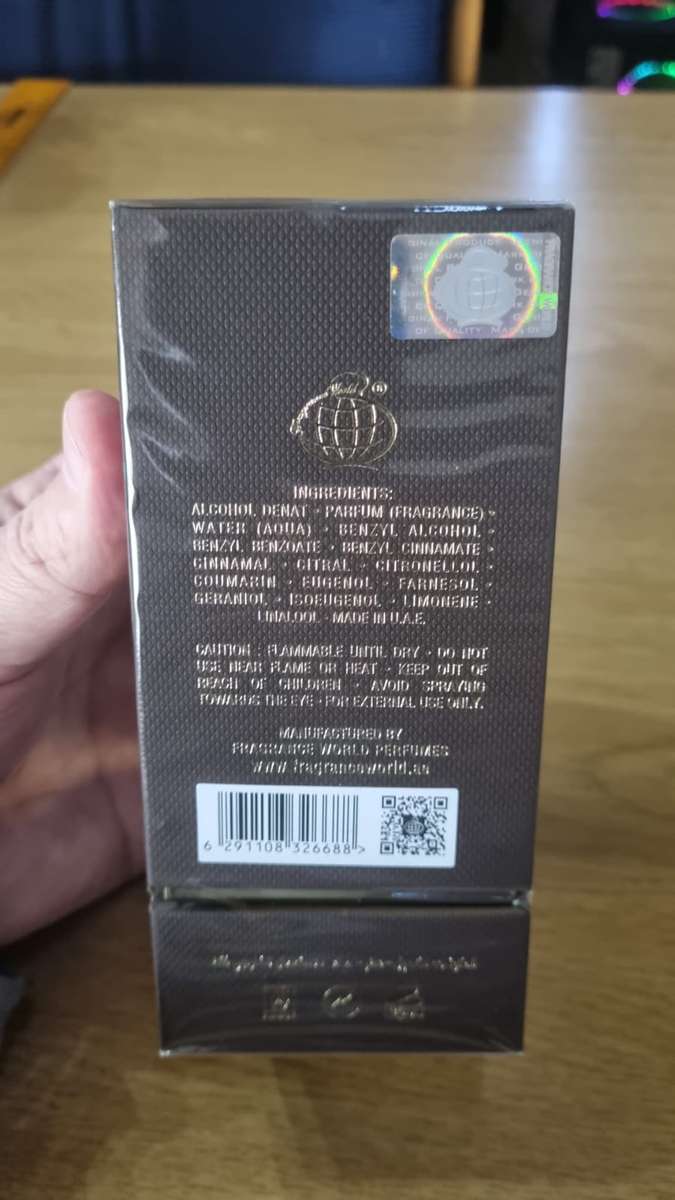 Fragrance World ®
INGREDIENTS:
ALCOHOL DENAT · PARFUM (FRAGRANCE) ·
WATER (AQUA) · BENZYL ALCOHOL ·
BENZYL BENZOATE · BENZYL CINNAMATE ·
CINNAMAL · CITRAL · CITRONELLOL ·
COUMARIN · EUGENOL · FARNESOL ·
GERANIOL · ISOEUGENOL · LIMONENE ·
LINALOOL · MADE IN U.A.E.
CAUTION : FLAMMABLE UNTIL DRY · DO NOT
USE NEAR FLAME OR HEAT · KEEP OUT OF
REACH OF CHILDREN · AVOID SPRAYING
TOWARDS THE EYE · FOR EXTERNAL USE ONLY.
MANUFACTURED BY
FRAGRANCE WORLD PERFUMES
www.fragranceworld.ae
6 291108 326688 >